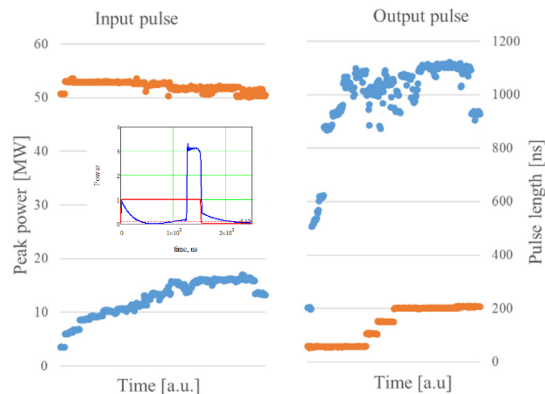 Input pulse
Output pulse
60
50
40
30
20
10
0
Peak power [MW]
Power
time, ns
Time [a.u.]
1200
1000
800
600
400
200
0
Pulse length [ns]
Time [a.u]